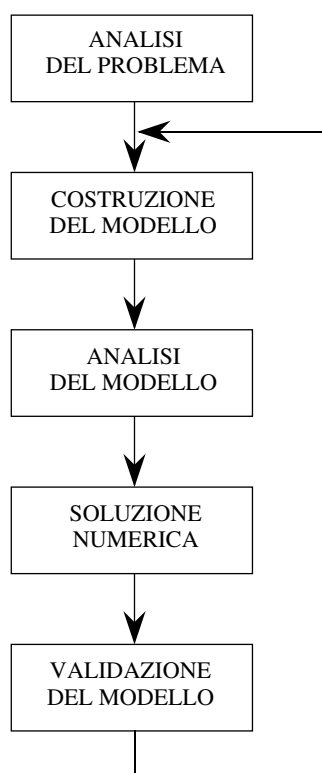 ANALISI
DEL PROBLEMA
COSTRUZIONE
DEL MODELLO
ANALISI
DEL MODELLO
SOLUZIONE
NUMERICA
VALIDAZIONE
DEL MODELLO